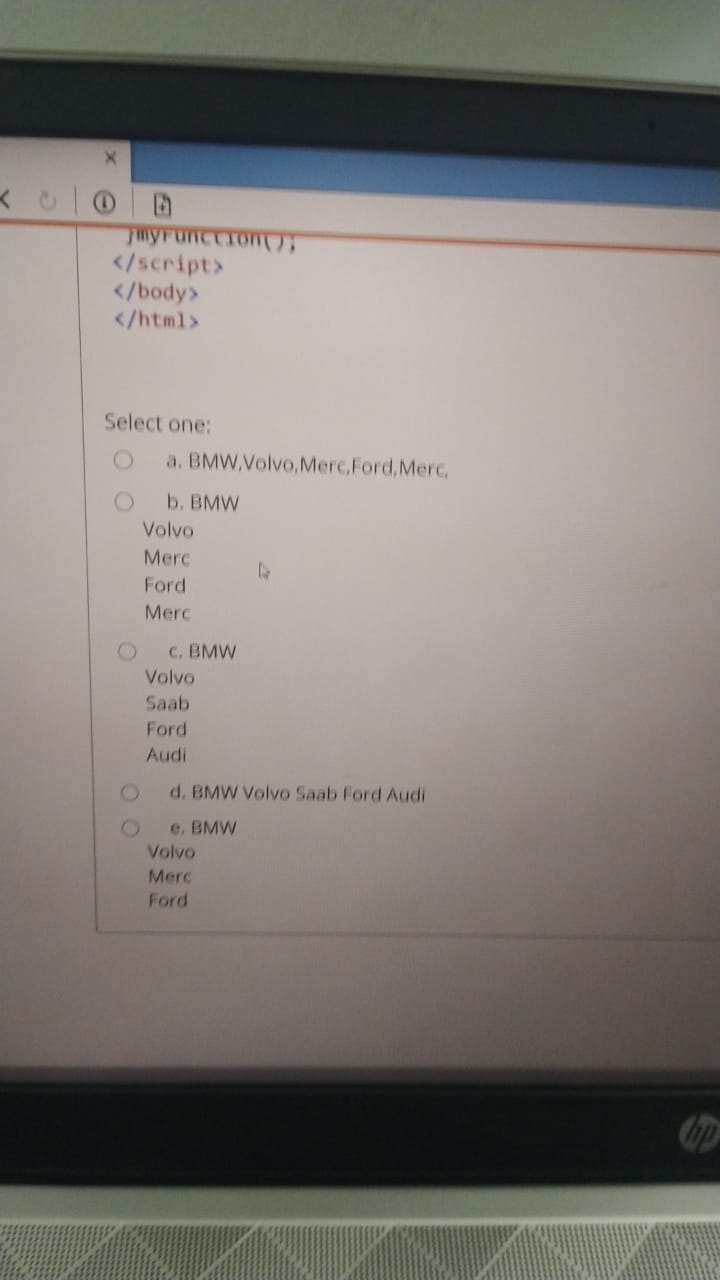 }myFunction();
</script>
</body>
</html>
Select one:
a. BMW,Volvo,Merc,Ford,Merc,
b. BMW
Volvo
Merc
Ford
Merc
c. BMW
Volvo
Saab
Ford
Audi
d. BMW Volvo Saab Ford Audi
e. BMW
Volvo
Merc
Ford
hp